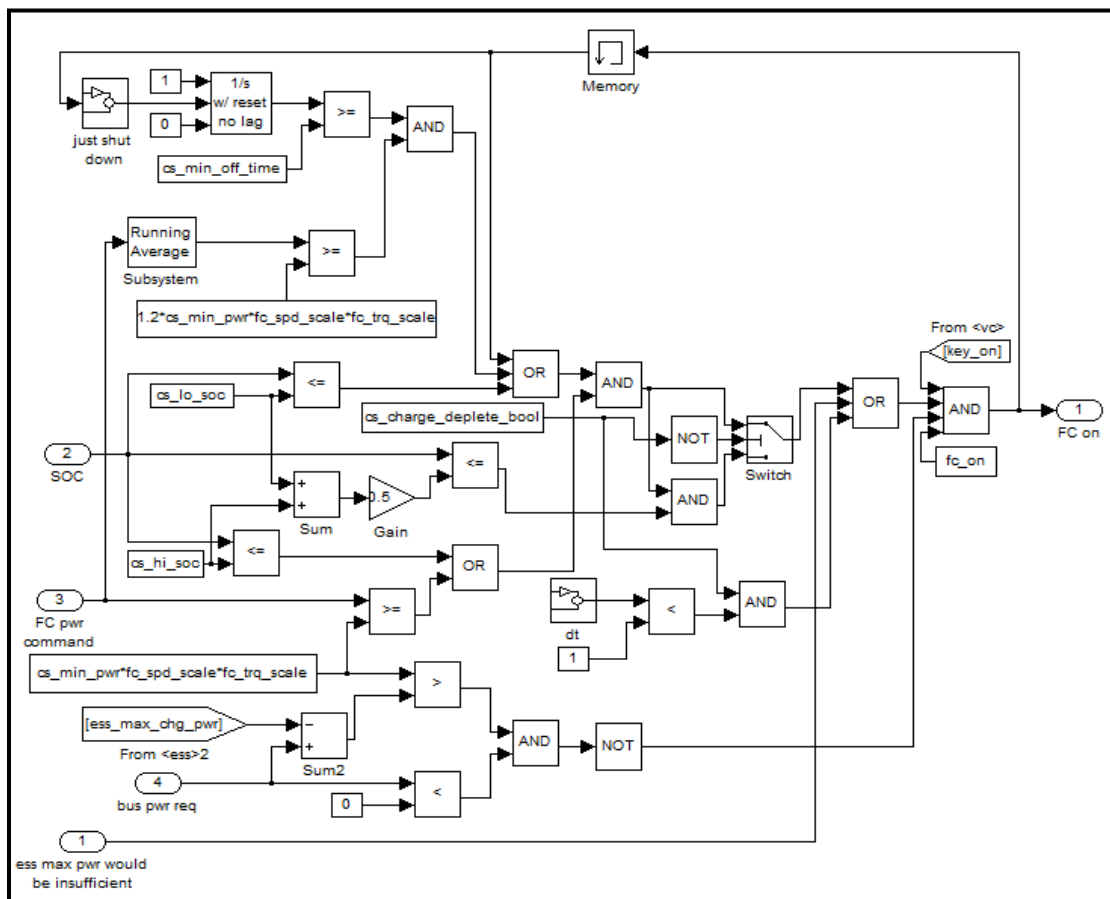 Memory
1
1/s
w/ reset
no lag
0
just shut
down
>=
AND
cs_min_off_time
Running
Average
Subsystem
>=
1.2*cs_min_pwr*fc_spd_scale*fc_trq_scale
From <vc>
[key_on]
cs_lo_soc
<=
OR
AND
cs_charge_deplete_bool
NOT
Switch
OR
AND
1
FC on
fc_on
2
SOC
<=
AND
+
+
Sum
0.5
Gain
cs_hi_soc
<=
OR
3
FC pwr
command
>=
dt
<
AND
1
cs_min_pwr*fc_spd_scale*fc_trq_scale
>
[ess_max_chg_pwr]
From <ess>2
−
+
Sum2
AND
NOT
4
bus pwr req
<
0
1
ess max pwr would
be insufficient